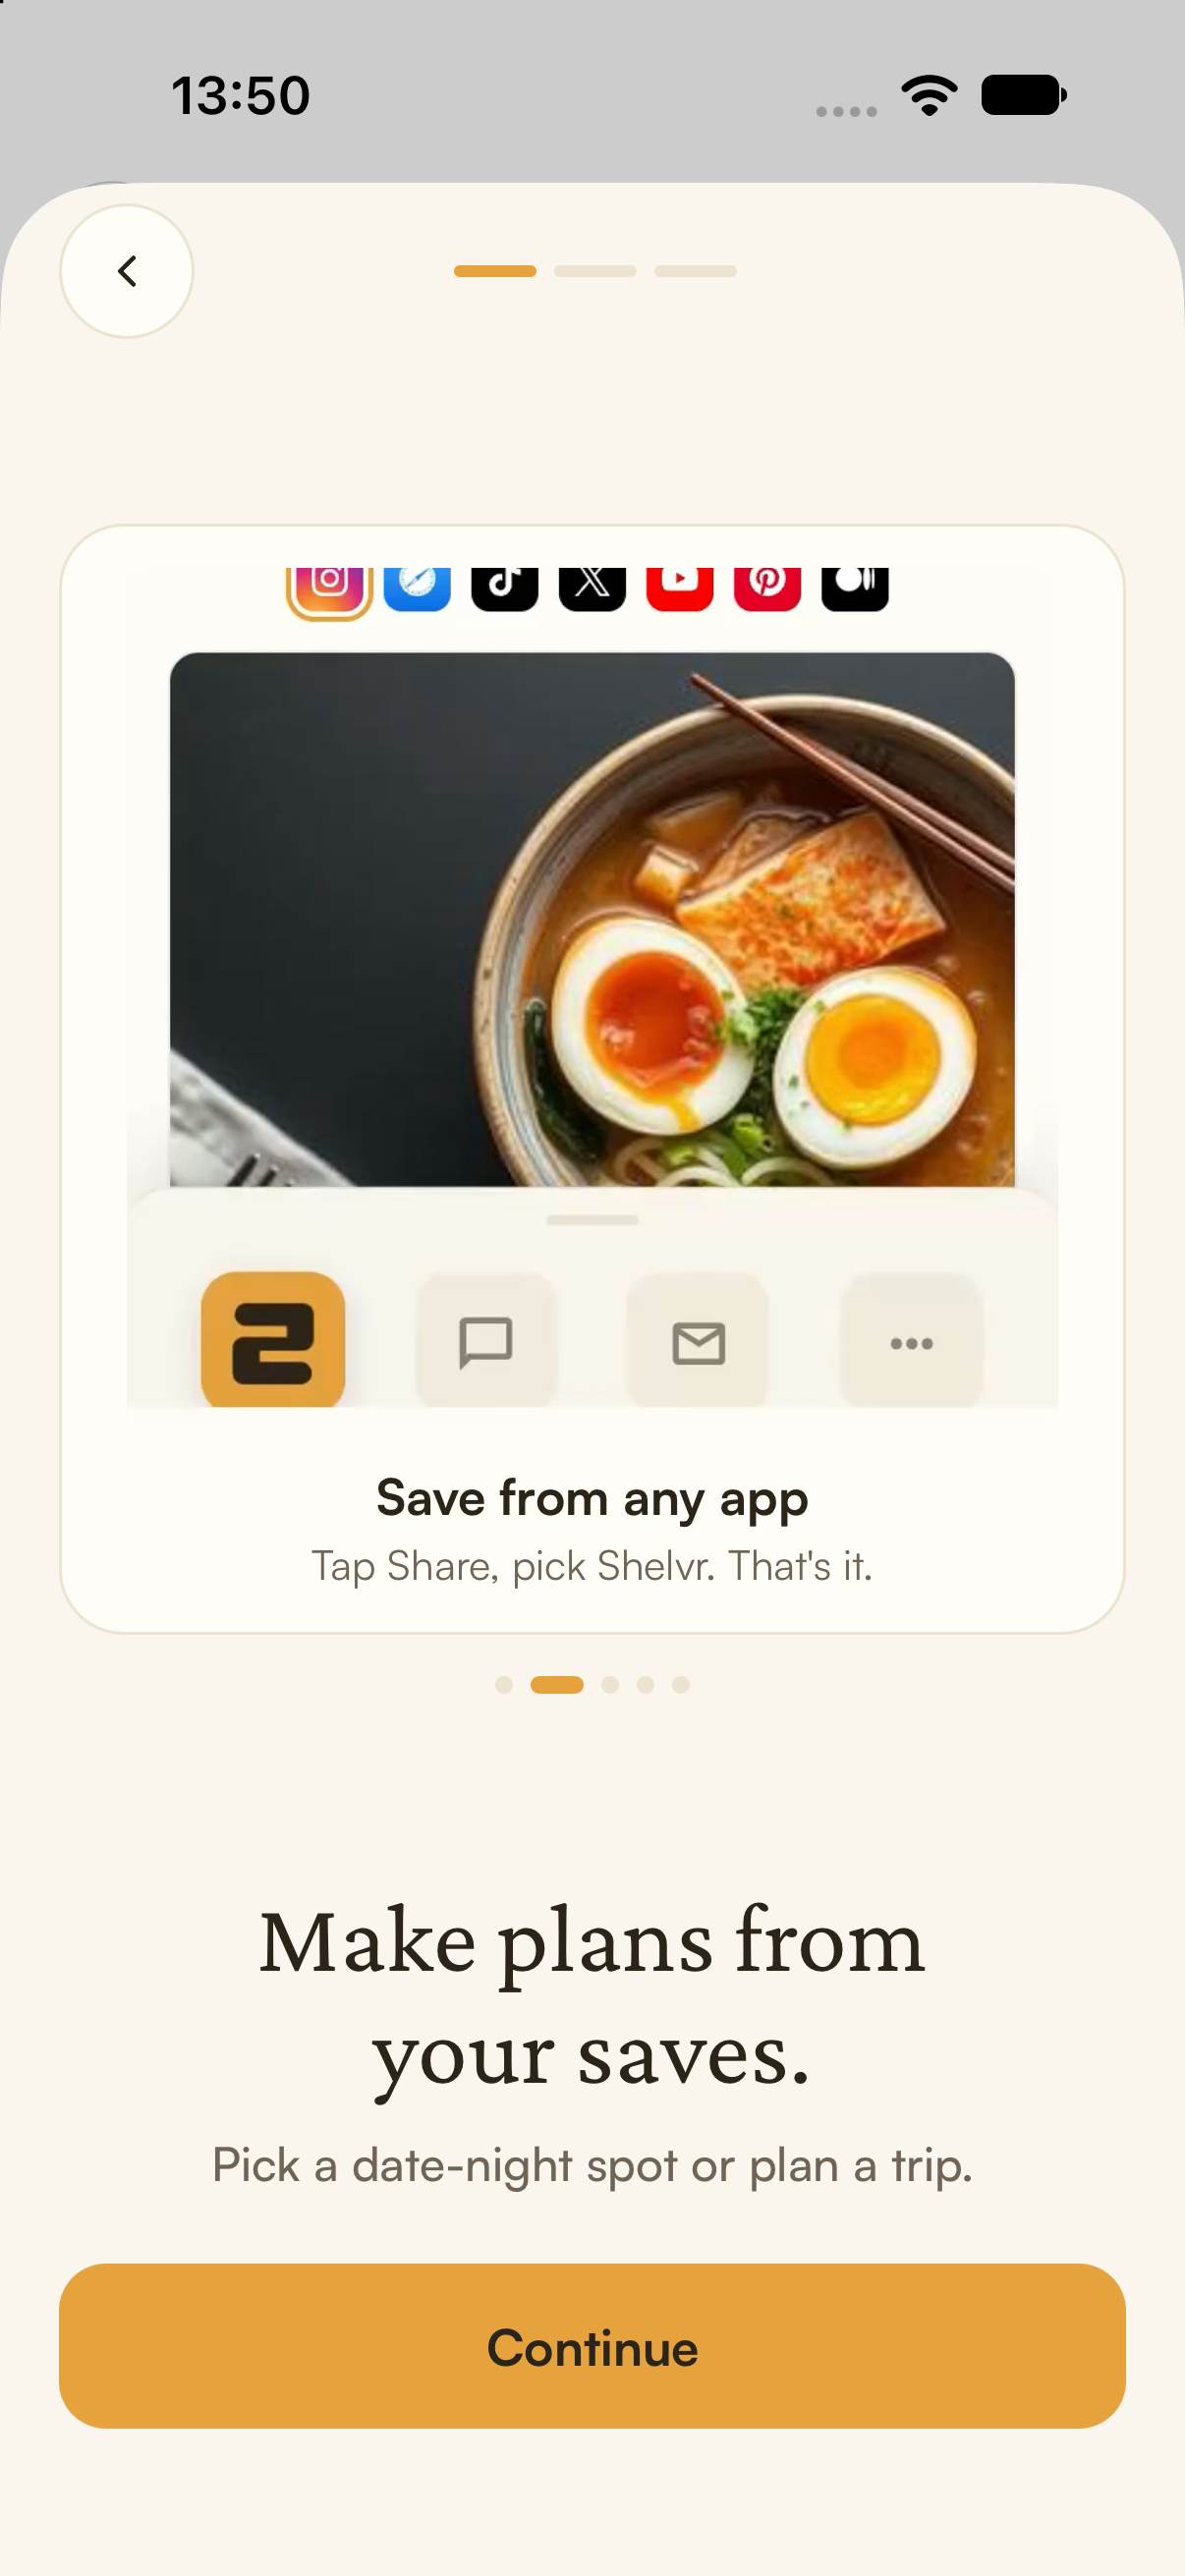 13:50
Save from any app
Tap Share, pick Shelvr. That's it.
Make plans from
your saves.
Pick a date-night spot or plan a trip.
Continue